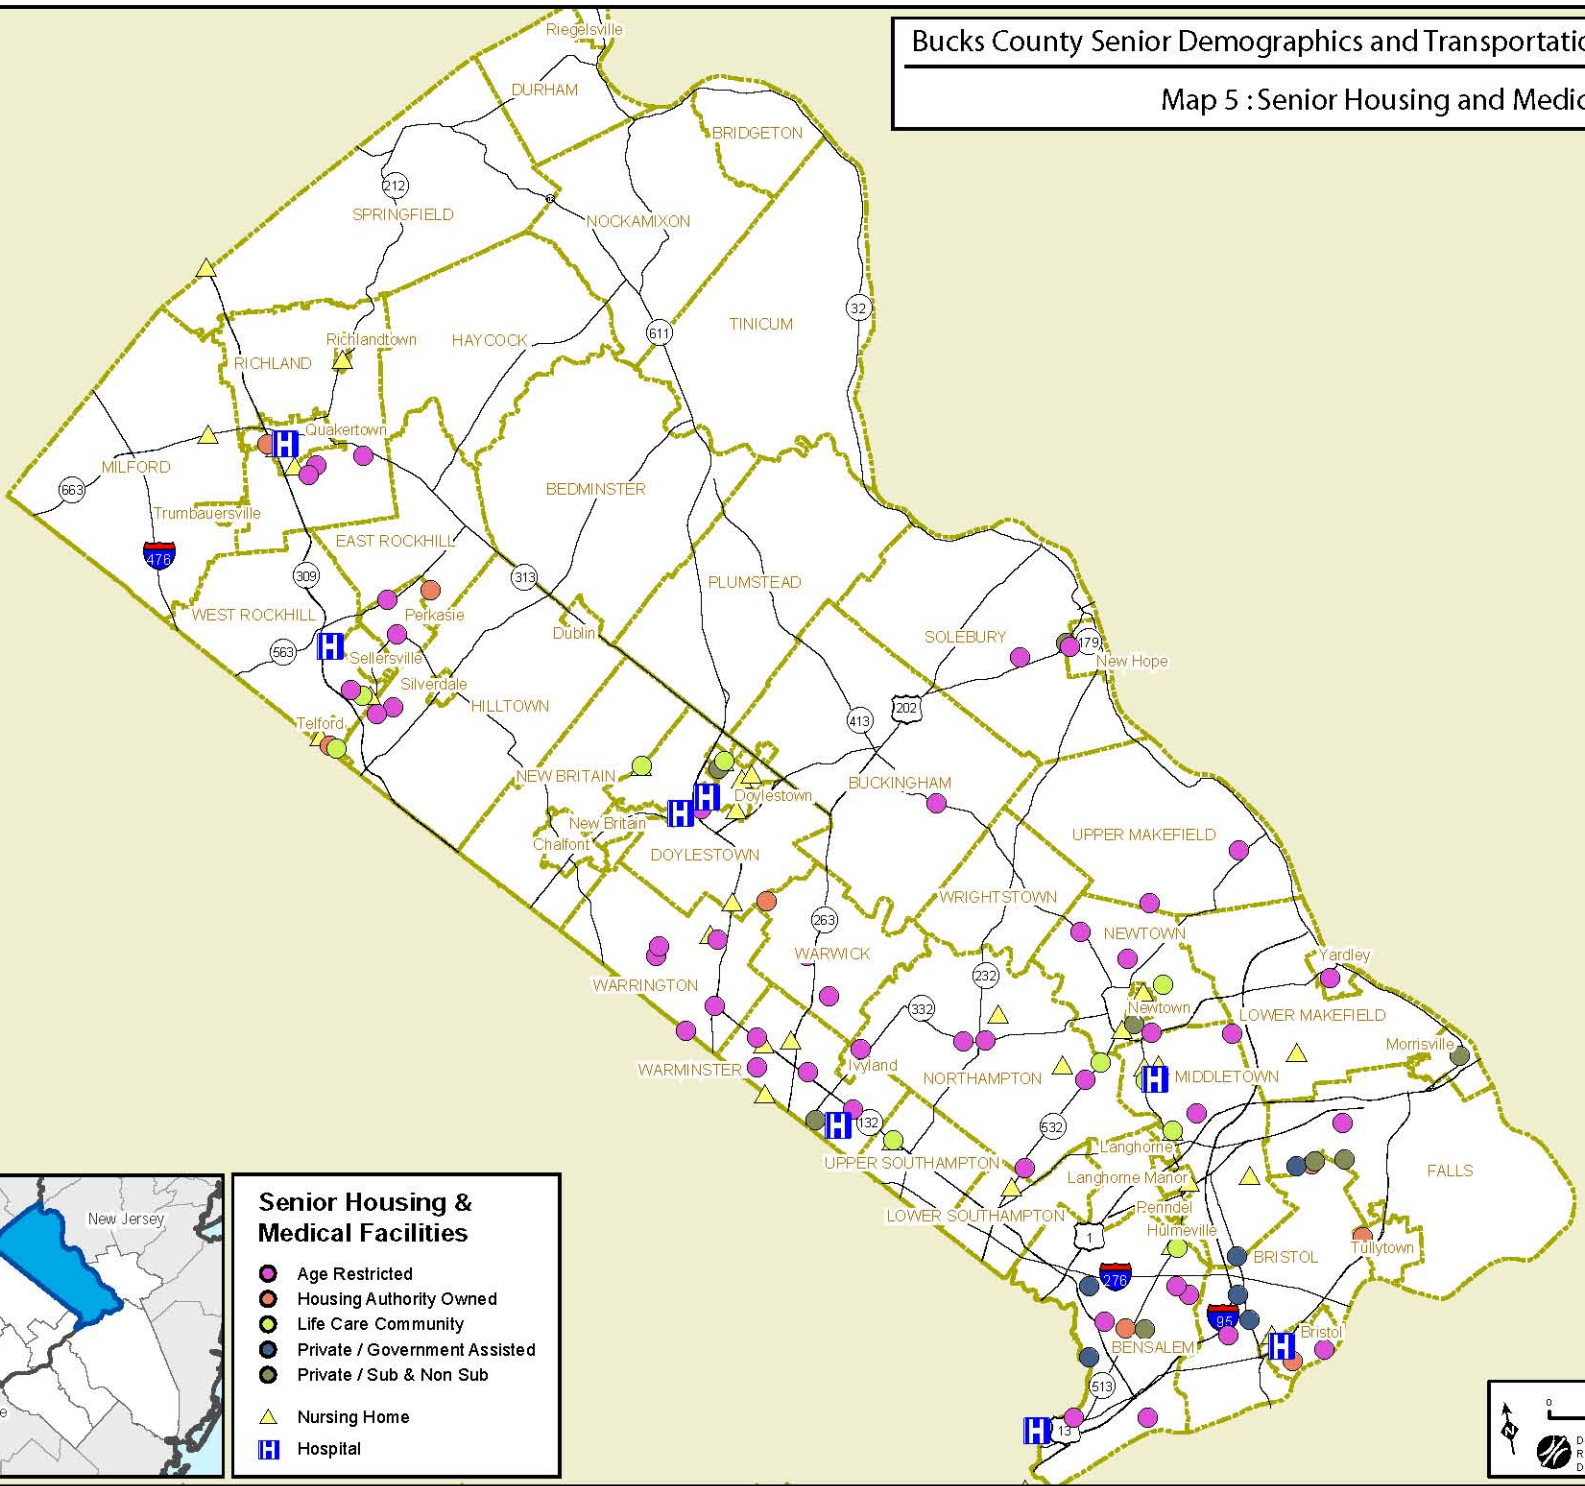 Bucks County Senior Demographics and Transportatio
Map 5 : Senior Housing and Medic
Riegelsville
DURHAM
BRIDGETON
212
SPRINGFIELD
NOCKAMIXON
32
TINICUM
611
HAYCOCK
Richlandtown
RICHLAND
Quakertown
H
MILFORD
663
BEDMINSTER
Trumbauersville
EAST ROCKHILL
476
309
313
PLUMSTEAD
WEST ROCKHILL
Perkasie
Dublin
SOLEBURY
179
New Hope
563
H
Sellersville
Silverdale
HILLTOWN
202
413
Telford
NEW BRITAIN
BUCKINGHAM
Doylestown
H
H
New Britain
Chalfont
DOYLESTOWN
UPPER MAKEFIELD
WRIGHTSTOWN
263
NEWTOWN
WARWICK
Yardley
232
WARRINGTON
Newtown
332
LOWER MAKEFIELD
Morrisville
WARMINSTER
Ivyland
NORTHAMPTON
H
MIDDLETOWN
H
132
532
Langhorne
UPPER SOUTHAMPTON
Langhorne Manor
FALLS
Penndel
LOWER SOUTHAMPTON
Hulmeville
1
BRISTOL
Tullytown
276
95
Bristol
H
BENSALEM
513
H
13
New Jersey
e
Senior Housing &
Medical Facilities
Age Restricted
Housing Authority Owned
Life Care Community
Private / Government Assisted
Private / Sub & Non Sub
Nursing Home
H Hospital
N
0
D
R
D